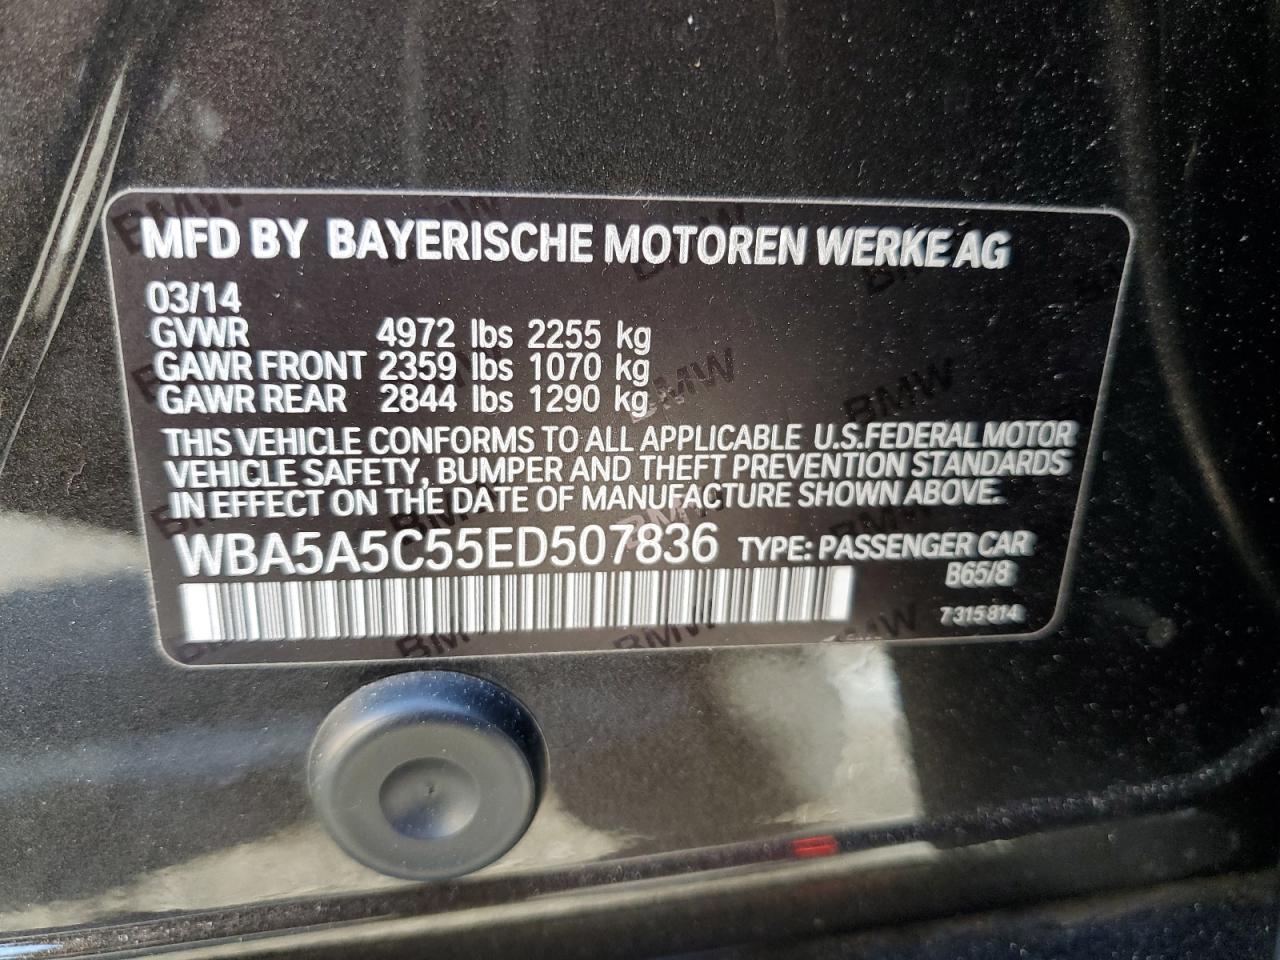 MFD BY BAYERISCHE MOTOREN WERKE AG
03/14
GVWR 4972 lbs 2255 kg
GAWR FRONT 2359 lbs 1070 kg
GAWR REAR 2844 lbs 1290 kg
THIS VEHICLE CONFORMS TO ALL APPLICABLE U.S.FEDERAL MOTOR
VEHICLE SAFETY, BUMPER AND THEFT PREVENTION STANDARDS
IN EFFECT ON THE DATE OF MANUFACTURE SHOWN ABOVE.
WBA5A5C55ED507836 TYPE: PASSENGER CAR
B65/8
7 315 814